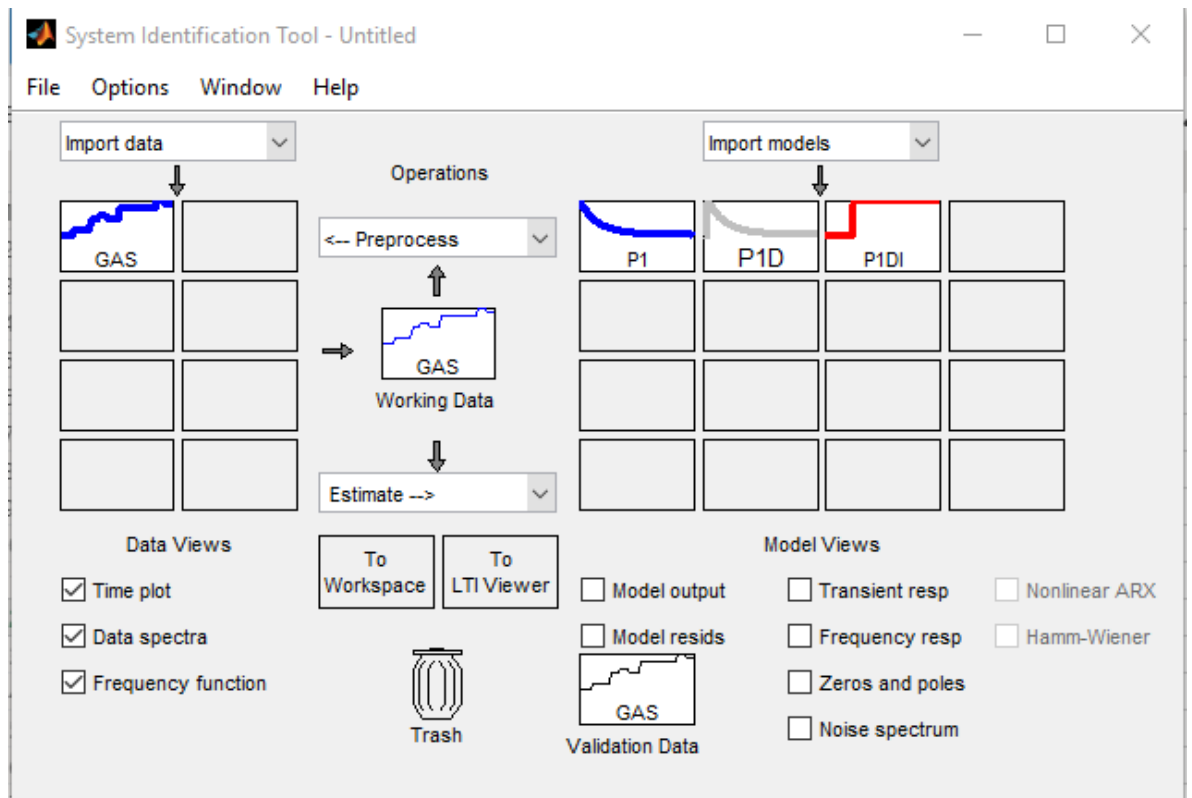 System Identification Tool - Untitled
File Options Window Help
Import data
Import models
Operations
<-- Preprocess
GAS
P1
P1D
P1DI
GAS
Working Data
Estimate -->
Data Views
Model Views
To
Workspace
To
LTI Viewer
Time plot
Data spectra
Frequency function
Model output
Transient resp
Nonlinear ARX
Model resids
Frequency resp
Hamm-Wiener
Zeros and poles
Noise spectrum
GAS
Trash
Validation Data